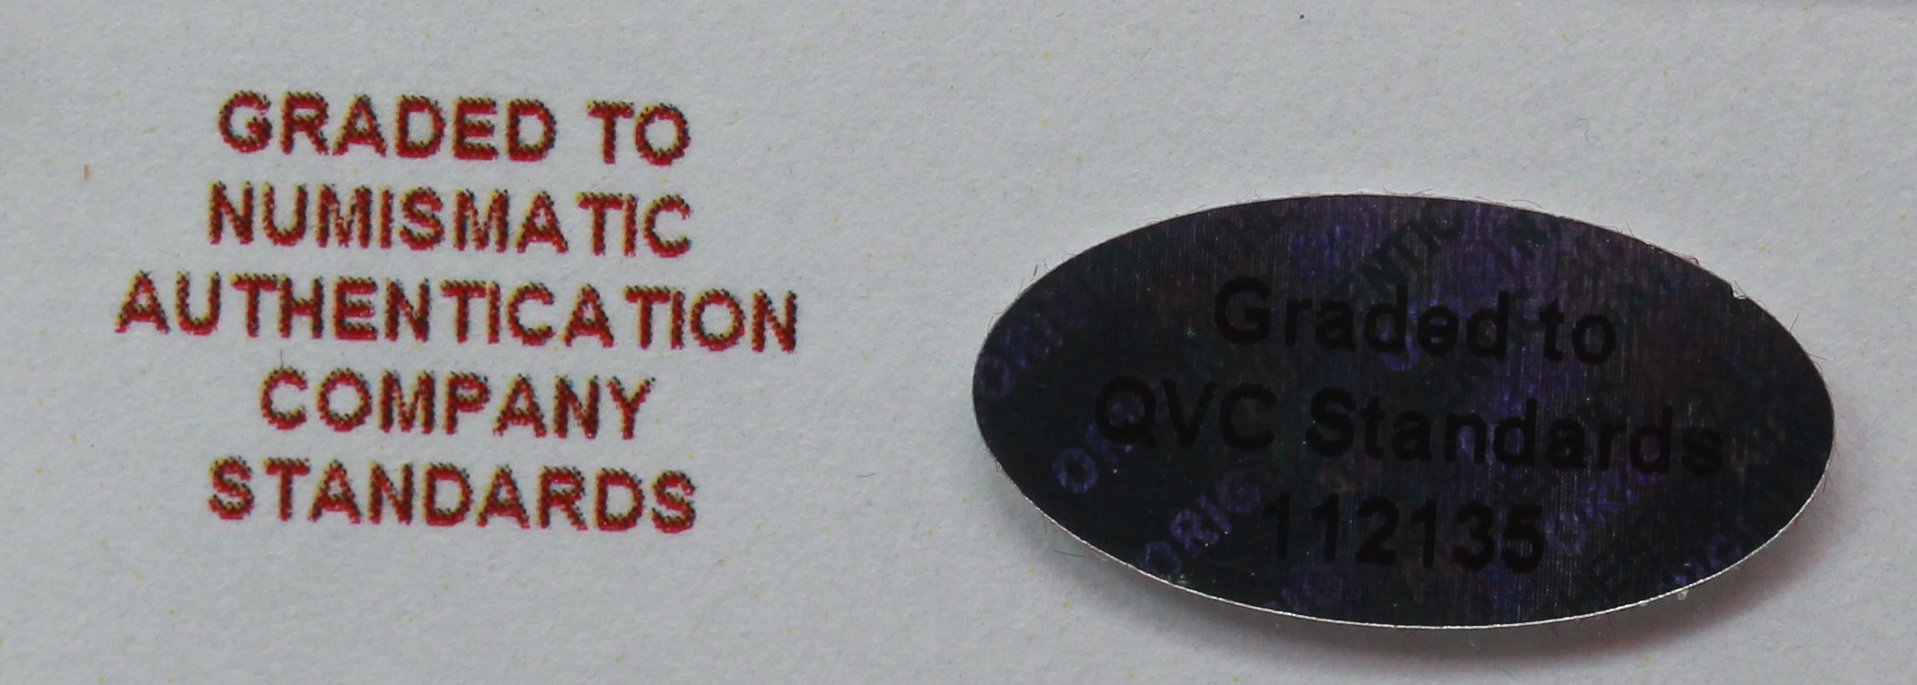 GRADED TO
NUMISMATIC
AUTHENTICATION
COMPANY
STANDARDS
Graded to
QVC Standards
112135